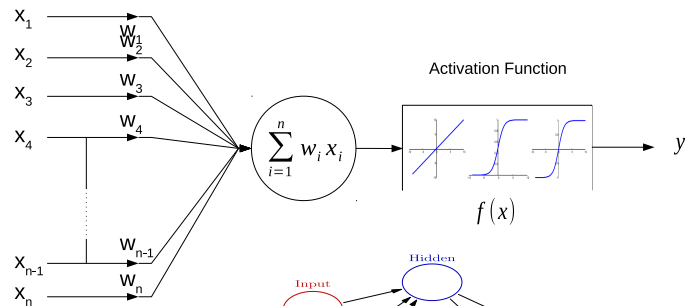 x1
w1
w2
x2
x3
w3
x4
w4
Activation Function
n
∑ wi xi
i=1
f(x)
y
xn-1
wn-1
xn
wn
Hidden
Input